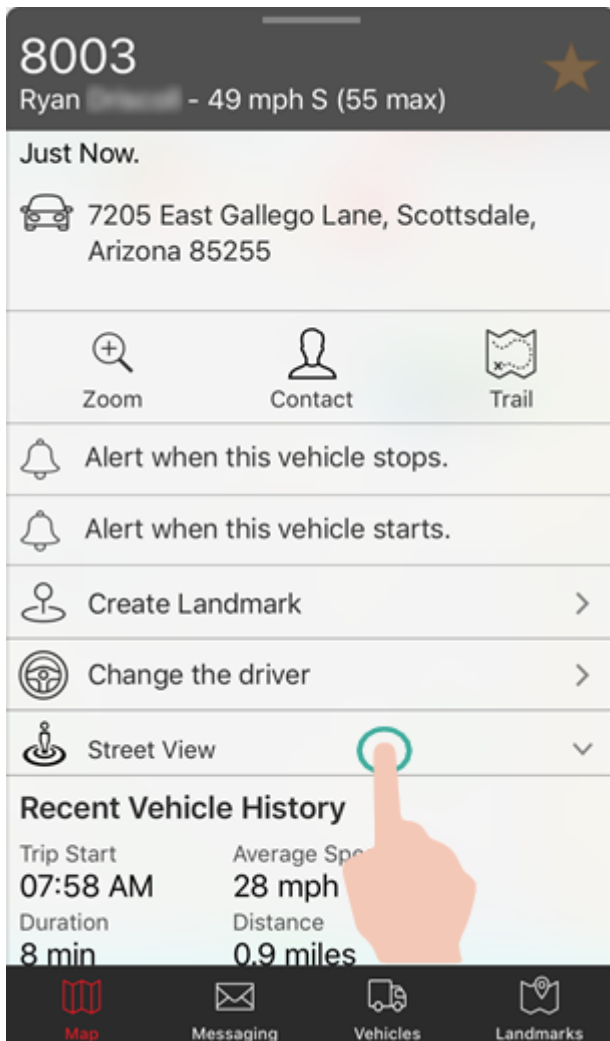 8003
Ryan - 49 mph S (55 max)
Just Now.
7205 East Gallego Lane, Scottsdale,
Arizona 85255
Zoom Contact Trail
Alert when this vehicle stops.
Alert when this vehicle starts.
Create Landmark
Change the driver
Street View
Recent Vehicle History
Trip Start Average
07:58 AM 28 mph
Duration Distance
8 min 0.9 miles
Map Messaging Vehicles Landmarks